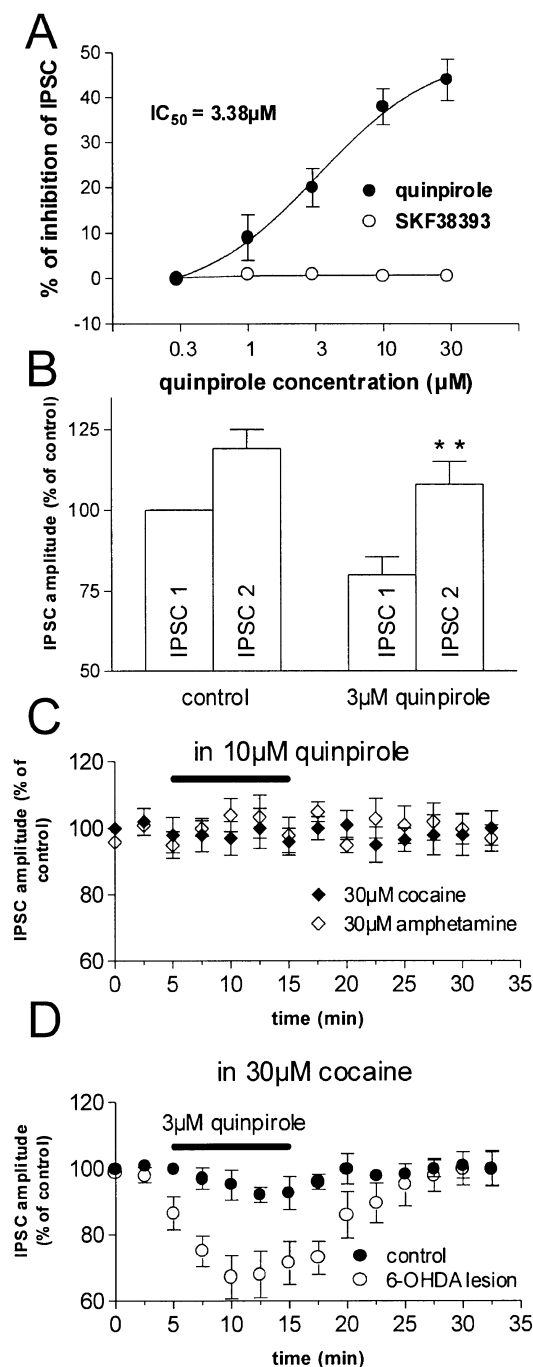 A
50
40
30
20
10
0
-10
% of inhibition of IPSC
IC50 = 3.38µM
quinpirole
SKF38393
0.3 1 3 10 30
quinpirole concentration (µM)
B
125
100
75
50
IPSC amplitude (% of control)
* *
IPSC 1
IPSC 2
IPSC 1
IPSC 2
control 3µM quinpirole
C
in 10µM quinpirole
120
100
80
60
IPSC amplitude (% of
control)
30µM cocaine
30µM amphetamine
0 5 10 15 20 25 30 35
time (min)
D
in 30µM cocaine
120
100
80
60
IPSC amplitude
(% of control)
3µM quinpirole
control
6-OHDA lesion
0 5 10 15 20 25 30 35
time (min)